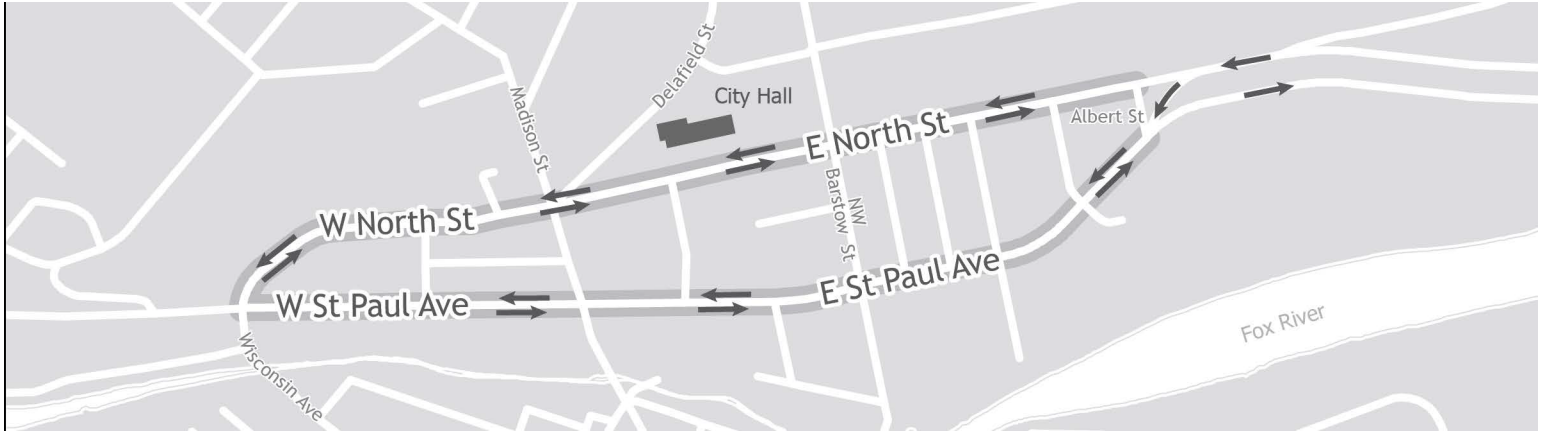 Delafield St
City Hall
Madison St
Albert St
E North St
NW
Barstow St
W North St
E St Paul Ave
W St Paul Ave
Fox River
Wisconsin Ave